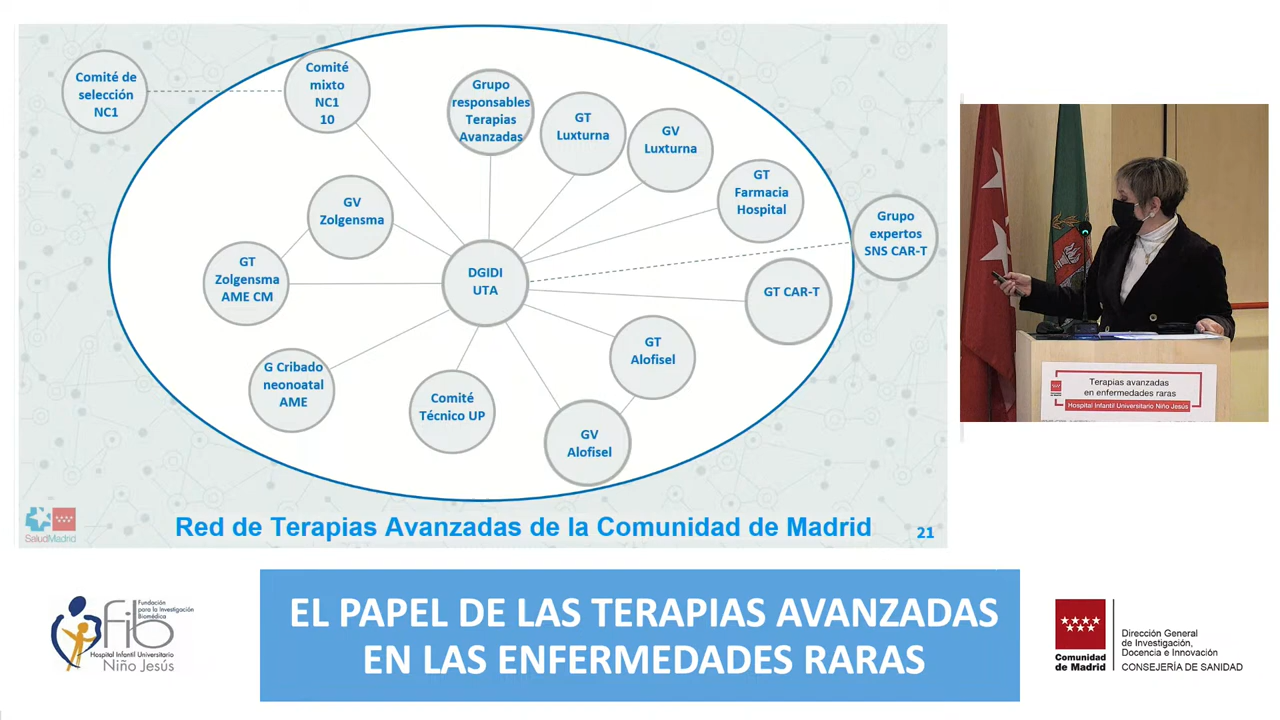 Comité de
selección
NC1
Comité
mixto
NC1
10
Grupo
responsables
Terapias
Avanzadas
GT
Luxturna
GV
Luxturna
GT
Farmacia
Hospital
Grupo
expertos
SNS CAR-T
GV
Zolgensma
GT
Zolgensma
AME CM
DGIDI
UTA
GT CAR-T
GT
Alofisel
G Cribado
neonoatal
AME
Comité
Técnico UP
GV
Alofisel
SaludMadrid
Red de Terapias Avanzadas de la Comunidad de Madrid
21
Terapias avanzadas
en enfermedades raras
Hospital Infantil Universitario Niño Jesús
fib
Fundación
para la Investigación
Biomédica
Hospital Infantil Universitario
Niño Jesús
EL PAPEL DE LAS TERAPIAS AVANZADAS
EN LAS ENFERMEDADES RARAS
Comunidad
de Madrid
Dirección General
de Investigación,
Docencia e Innovación
CONSEJERÍA DE SANIDAD